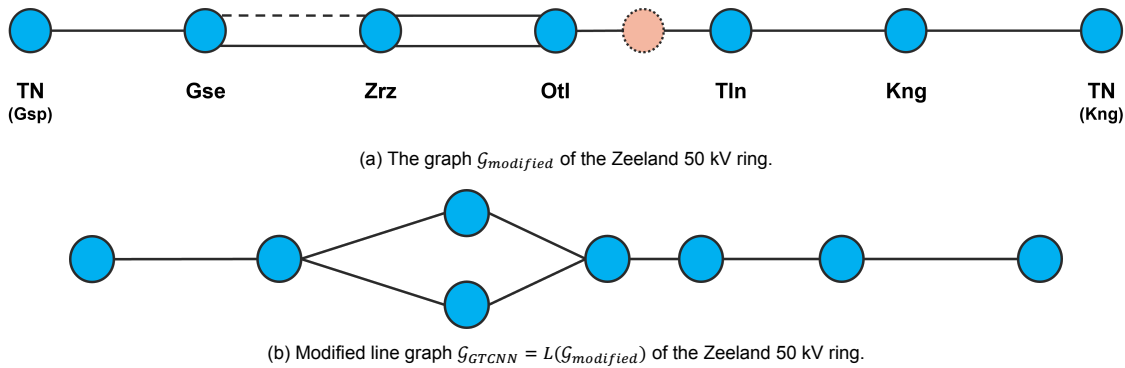 TN Gse Zrz Otl Tln Kng TN
(Gsp) (Kng)
(a) The graph 𝒢modified of the Zeeland 50 kV ring.
(b) Modified line graph 𝒢GTCNN = L(𝒢modified) of the Zeeland 50 kV ring.